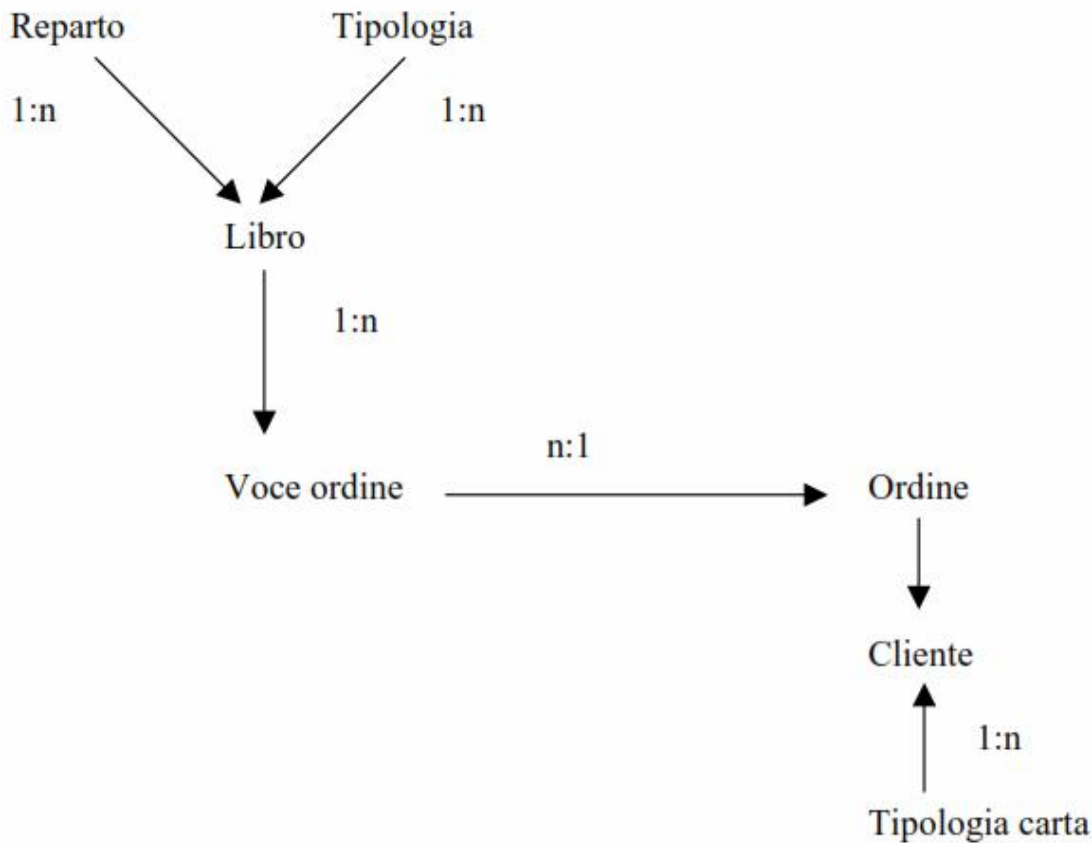 Reparto
Tipologia
1:n
1:n
Libro
1:n
n:1
Voce ordine
Ordine
Cliente
1:n
Tipologia carta